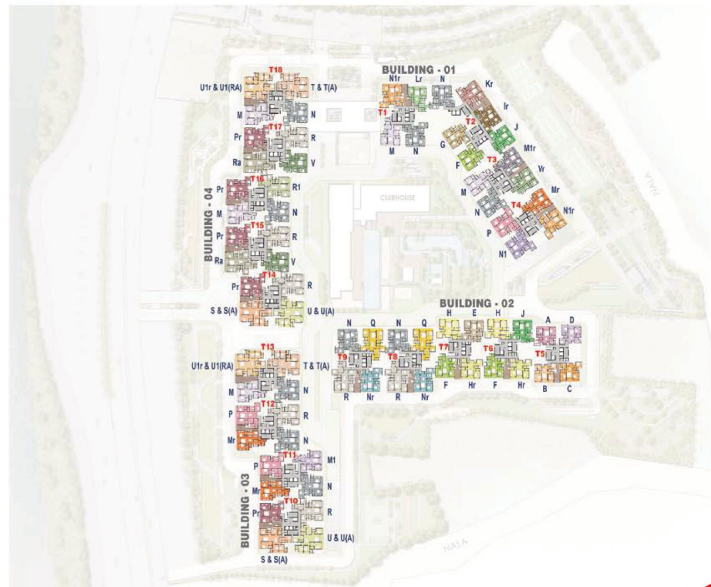 T18
U1r & U1(RA)
T & T(A)
M
N
T17
Pr
R
Ra
V
T16
Pr
R1
M
N
T15
Pr
R
Ra
V
T14
Pr
R
S & S(A)
U & U(A)
BUILDING - 04
BUILDING - 01
N1r
Lr
N
T1
M
N
Kr
Ir
T2
G
J
F
T3
M1r
Vr
M
N
T4
Mr
N1r
P
N1
CLUBHOUSE
NALA
BUILDING - 02
N
Q
N
Q
H
E
H
J
A
D
T9
T8
T7
T6
T5
R
Nr
R
Nr
F
Hr
F
Hr
B
C
T13
U1r & U1(RA)
T & T(A)
M
N
T12
P
R
Mr
N
T11
P
M1
Mr
N
T10
Pr
R
U & U(A)
S & S(A)
BUILDING - 03
NALA